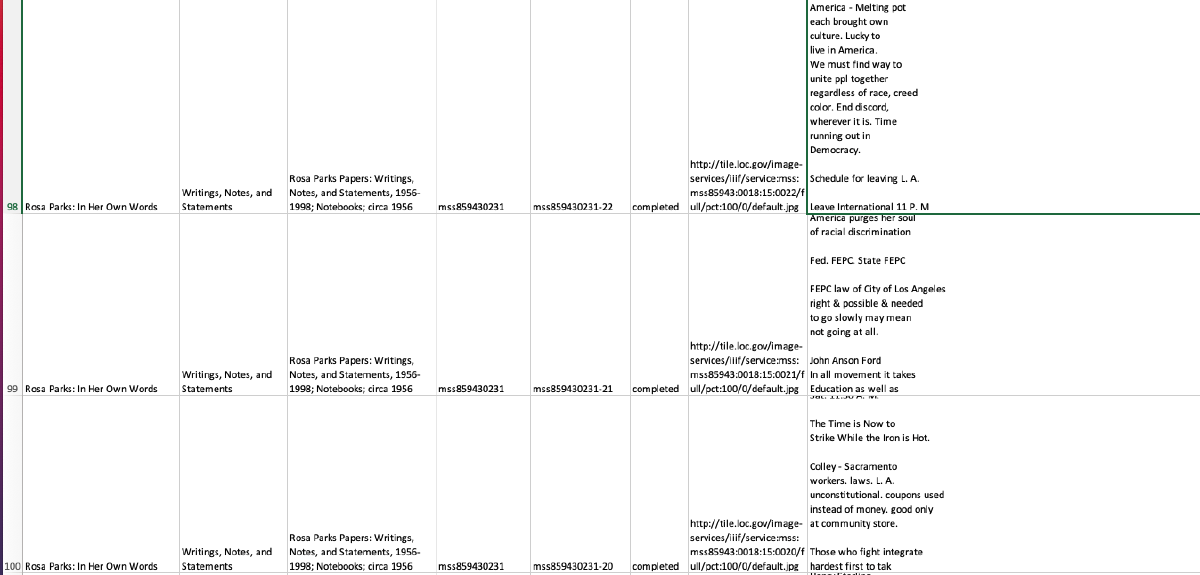 America - Melting pot
each brought own
culture. Lucky to
live in America.
We must find way to
unite ppl together
regardless of race, creed
color. End discord,
wherever it is. Time
running out in
Democracy.
Schedule for leaving L. A.
Leave International 11 P. M
98
Rosa Parks: In Her Own Words
Writings, Notes, and
Statements
Rosa Parks Papers: Writings,
Notes, and Statements, 1956-
1998; Notebooks; circa 1956
mss859430231
mss859430231-22
completed
http://tile.loc.gov/image-
services/iiif/service:mss:
mss85943:0018:15:0022/f
ull/pct:100/0/default.jpg
America purges her soul
of racial discrimination
Fed. FEPC. State FEPC
FEPC law of City of Los Angeles
right & possible & needed
to go slowly may mean
not going at all.
John Anson Ford
In all movement it takes
Education as well as
99
Rosa Parks: In Her Own Words
Writings, Notes, and
Statements
Rosa Parks Papers: Writings,
Notes, and Statements, 1956-
1998; Notebooks; circa 1956
mss859430231
mss859430231-21
completed
http://tile.loc.gov/image-
services/iiif/service:mss:
mss85943:0018:15:0021/f
ull/pct:100/0/default.jpg
Sat. 11:30 A. M.
The Time is Now to
Strike While the Iron is Hot.
Colley - Sacramento
workers. laws. L. A.
unconstitutional. coupons used
instead of money. good only
at community store.
Those who fight integrate
hardest first to tak
100
Rosa Parks: In Her Own Words
Writings, Notes, and
Statements
Rosa Parks Papers: Writings,
Notes, and Statements, 1956-
1998; Notebooks; circa 1956
mss859430231
mss859430231-20
completed
http://tile.loc.gov/image-
services/iiif/service:mss:
mss85943:0018:15:0020/f
ull/pct:100/0/default.jpg